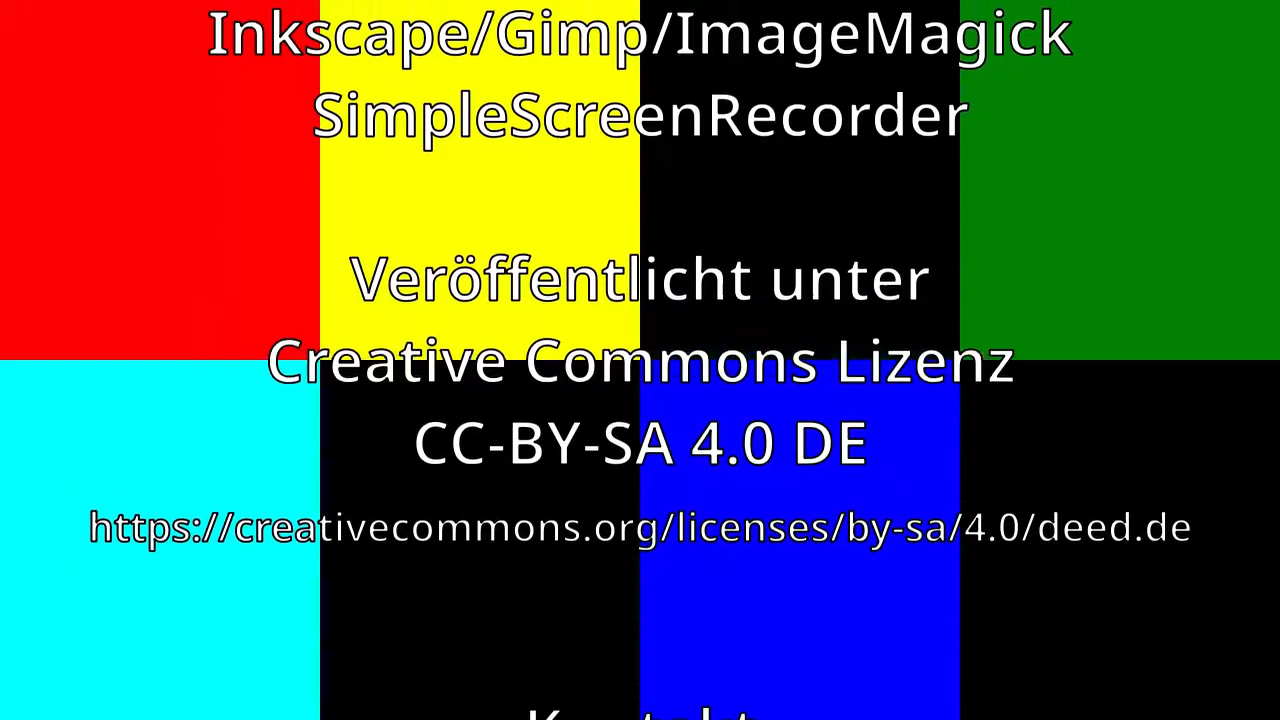 Inkscape/Gimp/ImageMagick
SimpleScreenRecorder
Veröffentlicht unter
Creative Commons Lizenz
CC-BY-SA 4.0 DE
https://creativecommons.org/licenses/by-sa/4.0/deed.de
Kontakt